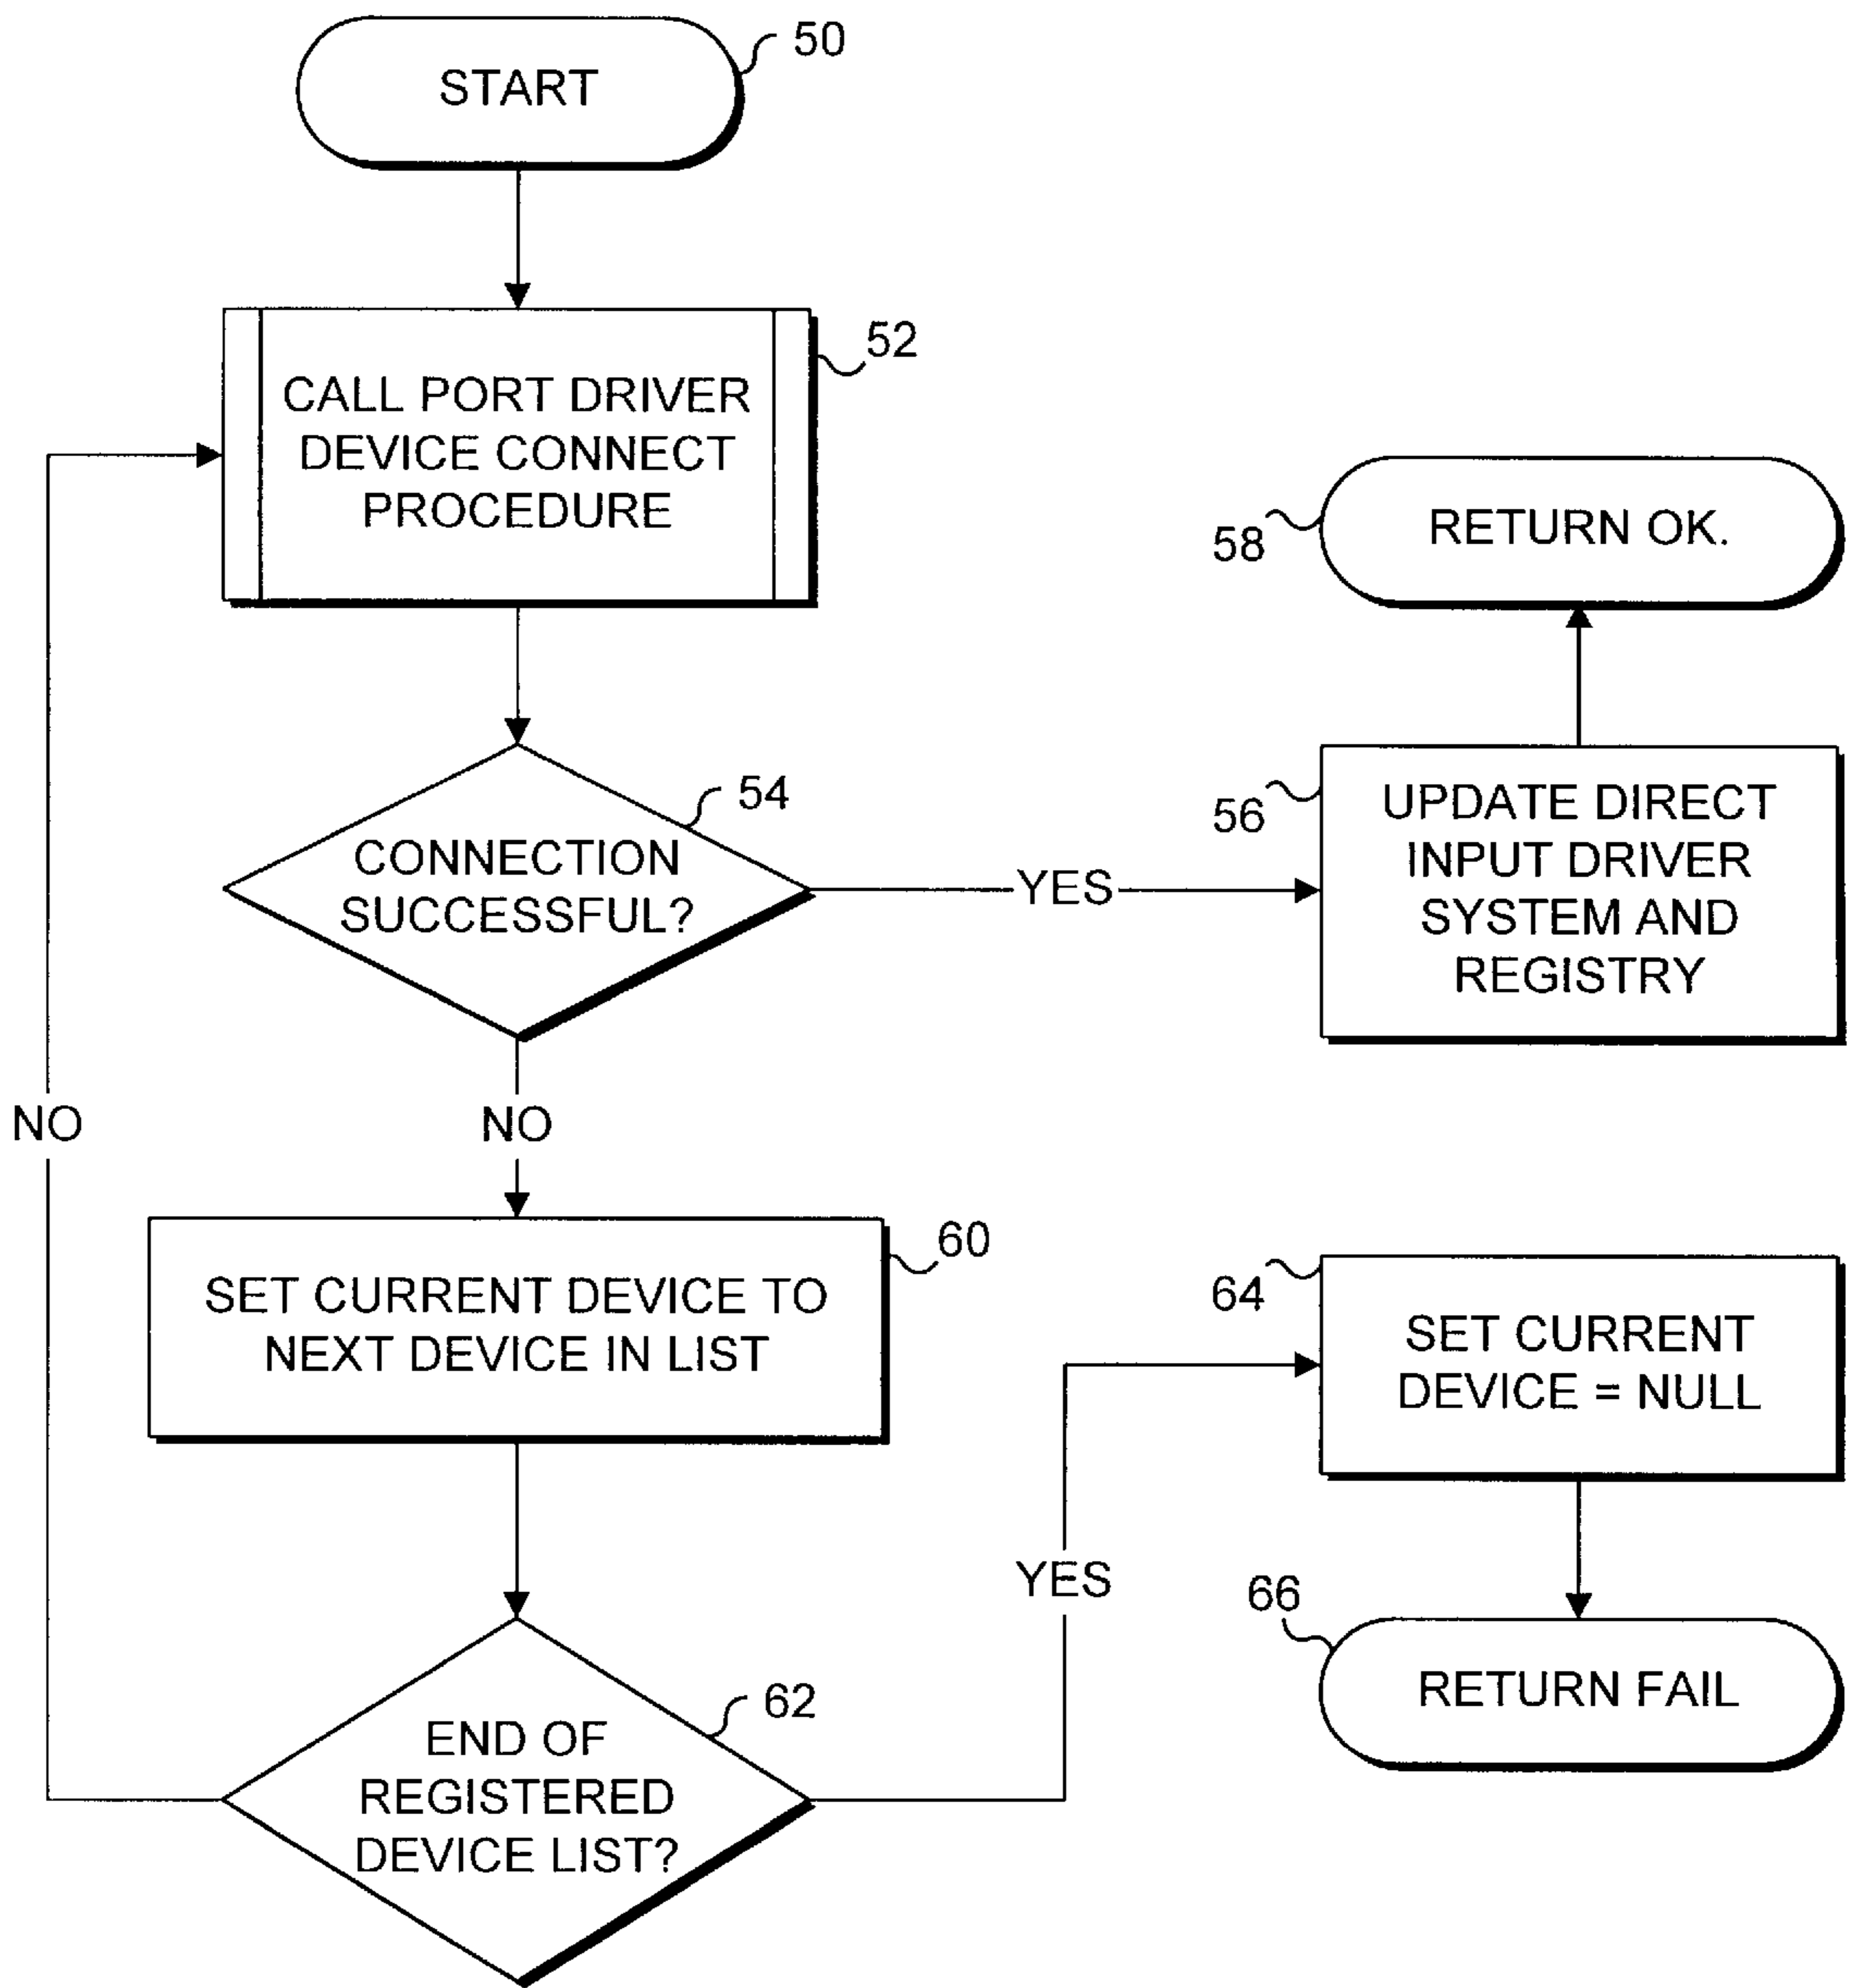 50
START
52
CALL PORT DRIVER
DEVICE CONNECT
PROCEDURE
58
RETURN OK.
54
CONNECTION
SUCCESSFUL?
YES
56
UPDATE DIRECT
INPUT DRIVER
SYSTEM AND
REGISTRY
NO
NO
60
SET CURRENT DEVICE TO
NEXT DEVICE IN LIST
64
SET CURRENT
DEVICE = NULL
YES
66
RETURN FAIL
62
END OF
REGISTERED
DEVICE LIST?